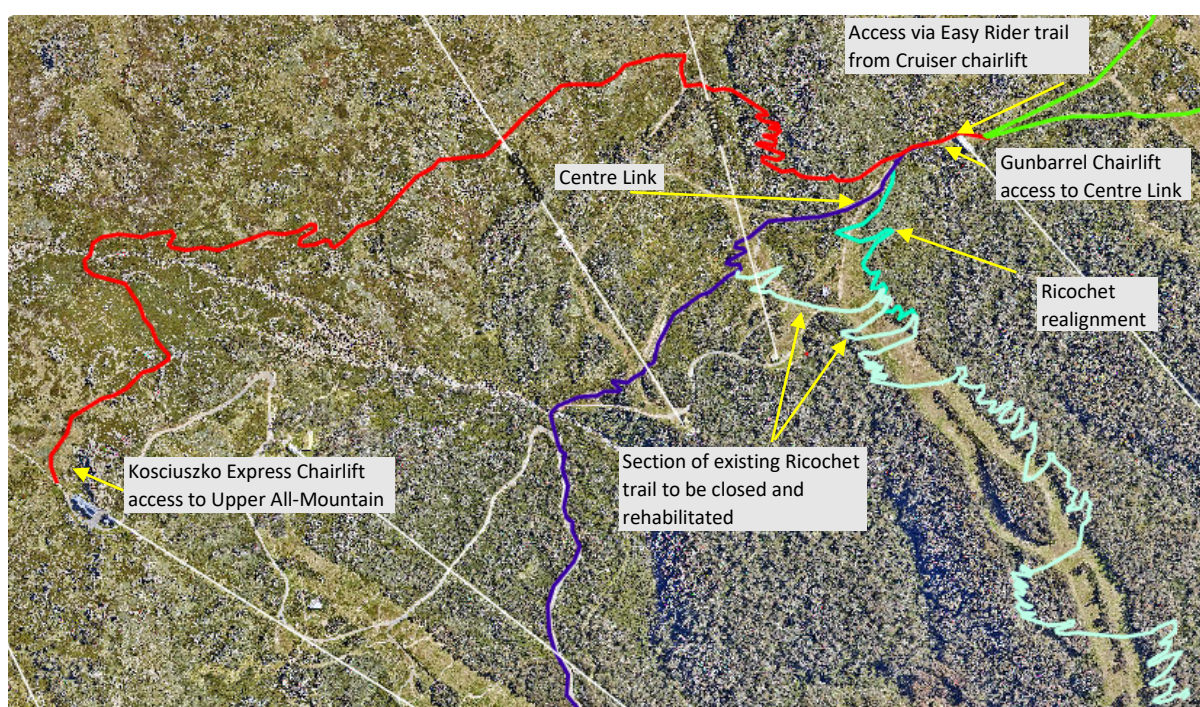 Access via Easy Rider trail
from Cruiser chairlift
Centre Link
Gunbarrel Chairlift
access to Centre Link
Ricochet
realignment
Kosciuszko Express Chairlift
access to Upper All-Mountain
Section of existing Ricochet
trail to be closed and
rehabilitated